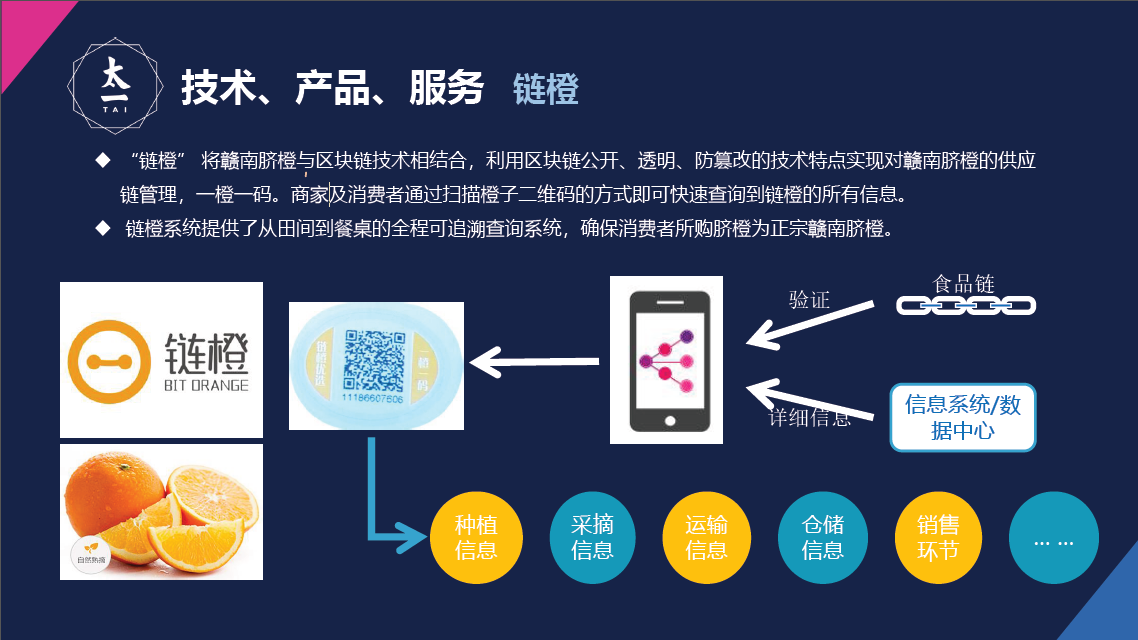 太一
TAI
技术、产品、服务 链橙
“链橙” 将赣南脐橙与区块链技术相结合，利用区块链公开、透明、防篡改的技术特点实现对赣南脐橙的供应
链管理，一橙一码。商家及消费者通过扫描橙子二维码的方式即可快速查询到链橙的所有信息。
链橙系统提供了从田间到餐桌的全程可追溯查询系统，确保消费者所购脐橙为正宗赣南脐橙。
链橙
BIT ORANGE
链橙优选
一橙一码
11186607606
验证
食品链
详细信息
信息系统/数
据中心
自然熟摘
种植
信息
采摘
信息
运输
信息
仓储
信息
销售
环节
... ...